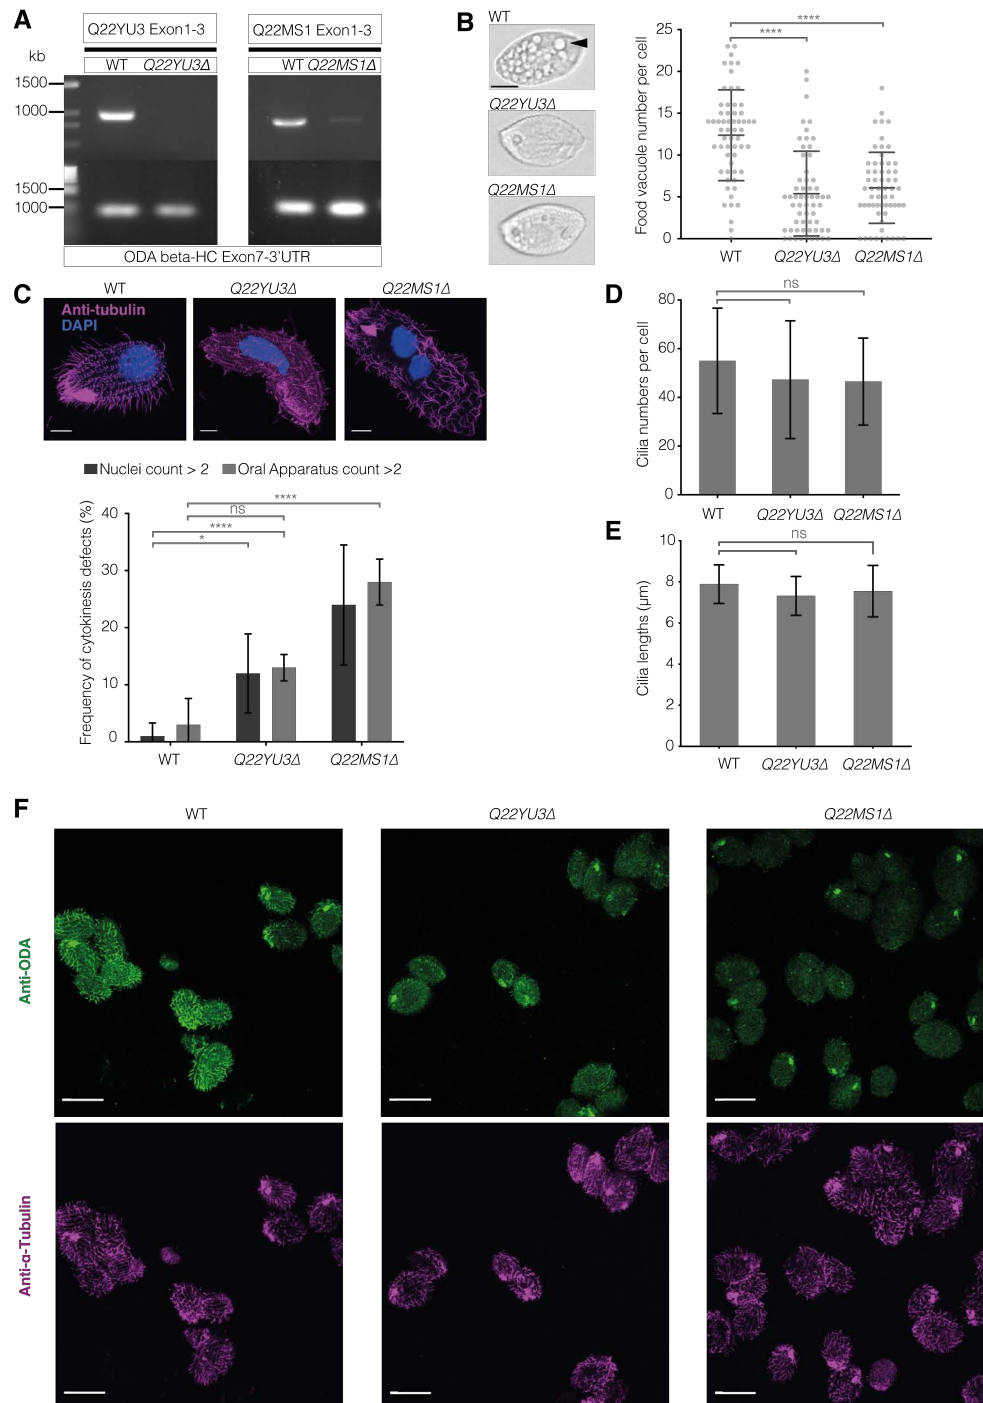 A
Q22YU3 Exon1-3
Q22MS1 Exon1-3
kb
WT Q22YU3Δ
WT Q22MS1Δ
1500
1000
1500
1000
ODA beta-HC Exon7-3'UTR
B
WT
Q22YU3Δ
Q22MS1Δ
****
****
Food vacuole number per cell
25
20
15
10
5
0
WT Q22YU3Δ Q22MS1Δ
C
WT Q22YU3Δ Q22MS1Δ
Anti-tubulin
DAPI
Nuclei count > 2
Oral Apparatus count >2
****
ns
****
*
Frequency of cytokinesis defects (%)
40
30
20
10
0
WT Q22YU3Δ Q22MS1Δ
D
ns
Cilia numbers per cell
80
60
40
20
0
WT Q22YU3Δ Q22MS1Δ
E
ns
Cilia lengths (μm)
10
8
6
4
2
0
WT Q22YU3Δ Q22MS1Δ
F
WT Q22YU3Δ Q22MS1Δ
Anti-ODA
Anti-α-Tubulin